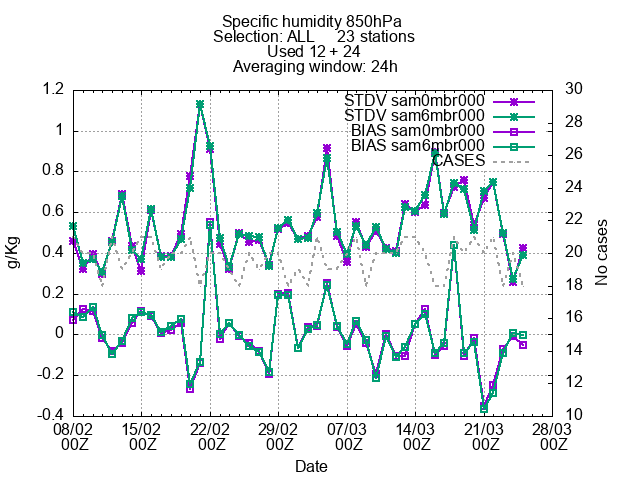 Specific humidity 850hPa
Selection: ALL 23 stations
Used 12 + 24
Averaging window: 24h
STDV sam0mbr000
STDV sam6mbr000
BIAS sam0mbr000
BIAS sam6mbr000
CASES
g/Kg
1.2
1
0.8
0.6
0.4
0.2
0
-0.2
-0.4
No cases
30
28
26
24
22
20
18
16
14
12
10
08/02 15/02 22/02 29/02 07/03 14/03 21/03 28/03
00Z 00Z 00Z 00Z 00Z 00Z 00Z 00Z
Date